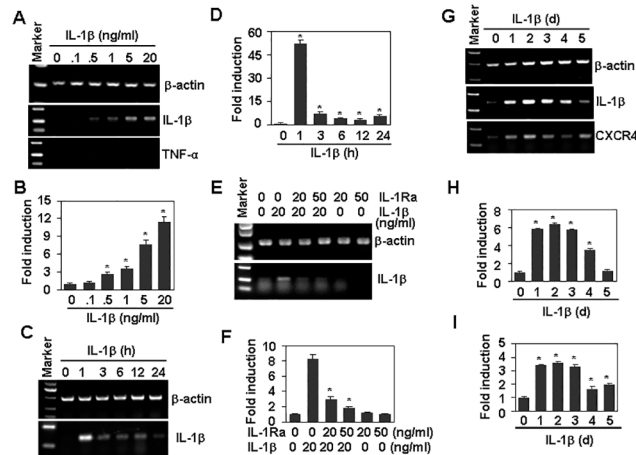 A
IL-1β (ng/ml)
Marker
0 .1 .5 1 5 20
β-actin
IL-1β
TNF-α
B
Fold induction
15
12
9
6
3
0
* * * *
0 .1 .5 1 5 20
IL-1β (ng/ml)
C
IL-1β (h)
Marker
0 1 3 6 12 24
β-actin
IL-1β
D
Fold induction
60
45
30
15
0
* * * * *
0 1 3 6 12 24
IL-1β (h)
E
Marker
0 0 20 50 20 50 IL-1Ra
0 20 20 20 0 0 IL-1β
(ng/ml)
β-actin
IL-1β
F
Fold induction
10
8
6
4
2
0
* *
IL-1Ra 0 0 20 50 20 50 (ng/ml)
IL-1β 0 20 20 20 0 0 (ng/ml)
G
IL-1β (d)
Marker
0 1 2 3 4 5
β-actin
IL-1β
CXCR4
H
Fold induction
8
6
4
2
0
* * * *
0 1 2 3 4 5
IL-1β (d)
I
Fold induction
5
4
3
2
1
0
* * * * *
0 1 2 3 4 5
IL-1β (d)